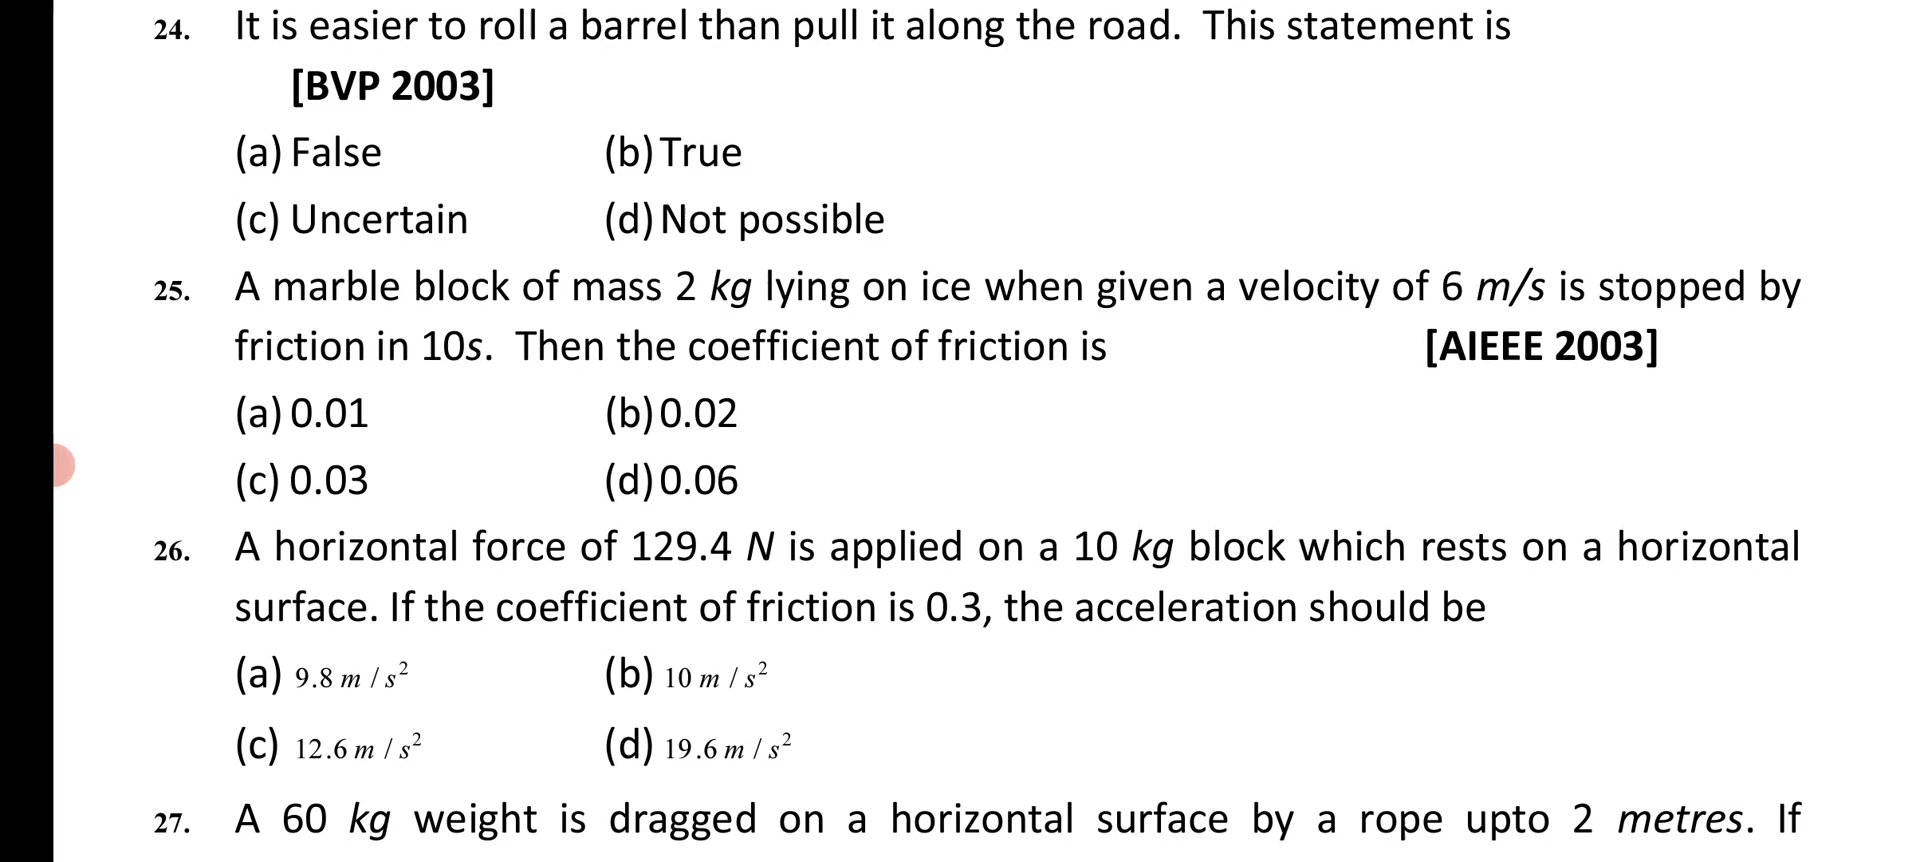 24. It is easier to roll a barrel than pull it along the road. This statement is
[BVP 2003]
(a) False (b) True
(c) Uncertain (d) Not possible
25. A marble block of mass 2 kg lying on ice when given a velocity of 6 m/s is stopped by
friction in 10s. Then the coefficient of friction is [AIEEE 2003]
(a) 0.01 (b) 0.02
(c) 0.03 (d) 0.06
26. A horizontal force of 129.4 N is applied on a 10 kg block which rests on a horizontal
surface. If the coefficient of friction is 0.3, the acceleration should be
(a) 9.8 m / s² (b) 10 m / s²
(c) 12.6 m / s² (d) 19.6 m / s²
27. A 60 kg weight is dragged on a horizontal surface by a rope upto 2 metres. If